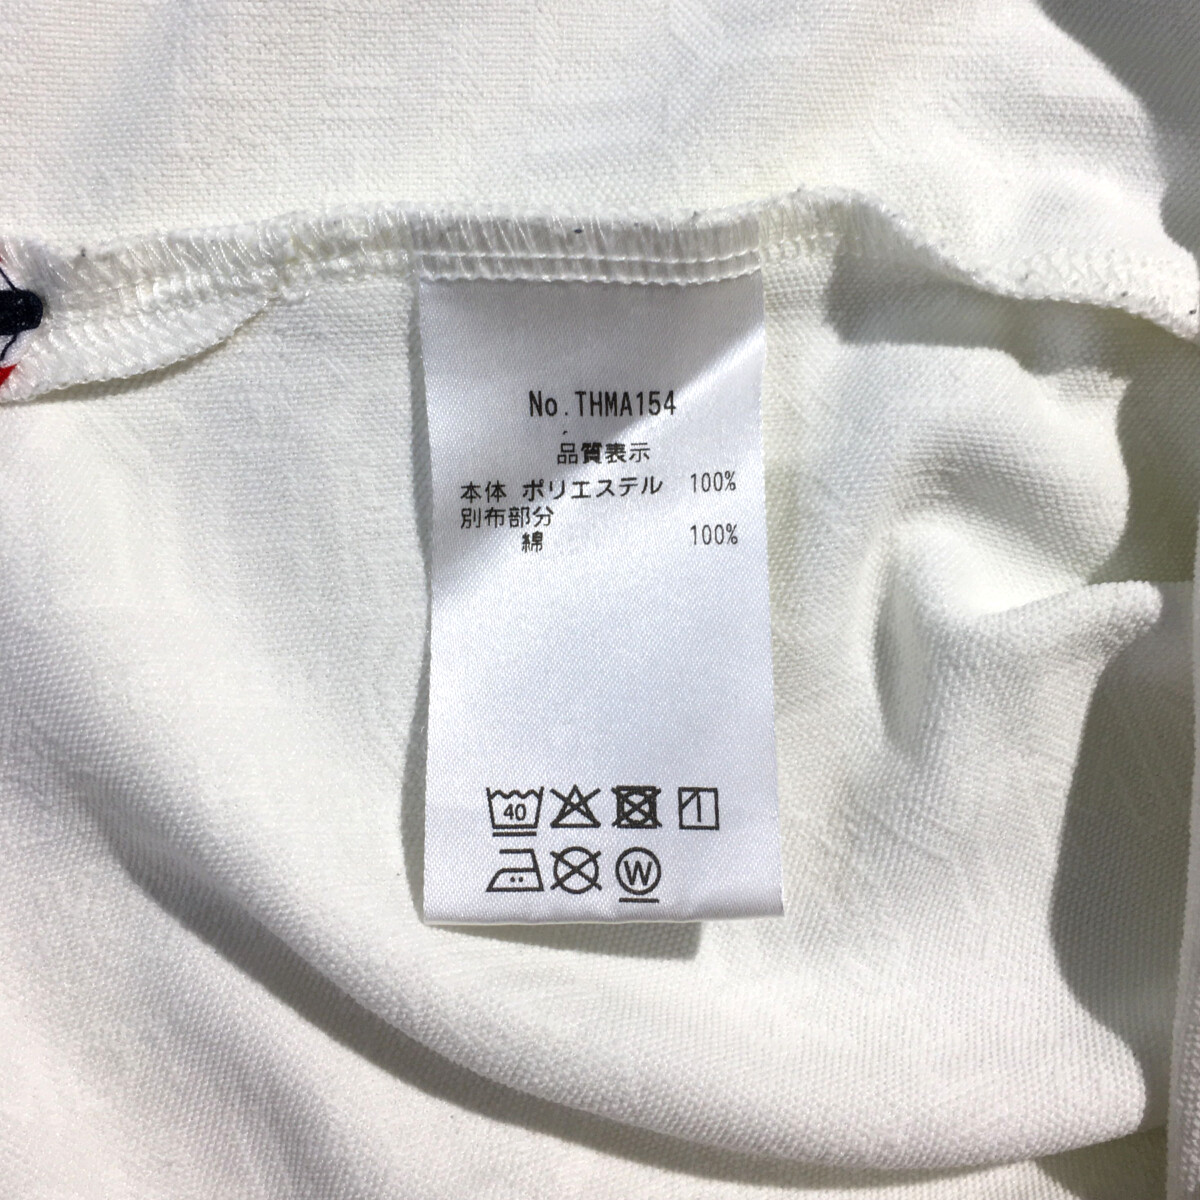 No.THMA154
品質表示
本体 ポリエステル 100%
別布部分
綿 100%
40
W